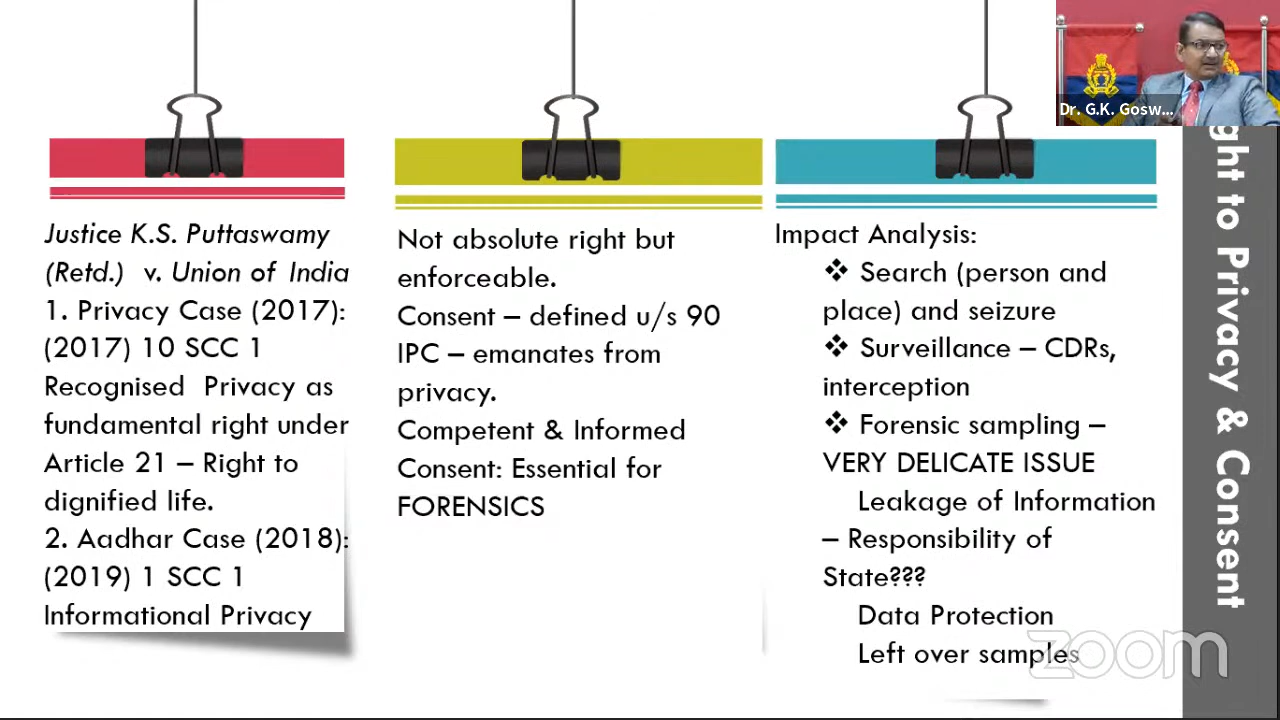 Justice K.S. Puttaswamy
(Retd.) v. Union of India
1. Privacy Case (2017):
(2017) 10 SCC 1
Recognised Privacy as
fundamental right under
Article 21 – Right to
dignified life.
2. Aadhar Case (2018):
(2019) 1 SCC 1
Informational Privacy
Not absolute right but
enforceable.
Consent – defined u/s 90
IPC – emanates from
privacy.
Competent & Informed
Consent: Essential for
FORENSICS
Impact Analysis:
❖ Search (person and
place) and seizure
❖ Surveillance – CDRs,
interception
❖ Forensic sampling –
VERY DELICATE ISSUE
Leakage of Information
– Responsibility of
State???
Data Protection
Left over samples
ght to Privacy & Consent
Dr. G.K. Gosw...
zoom